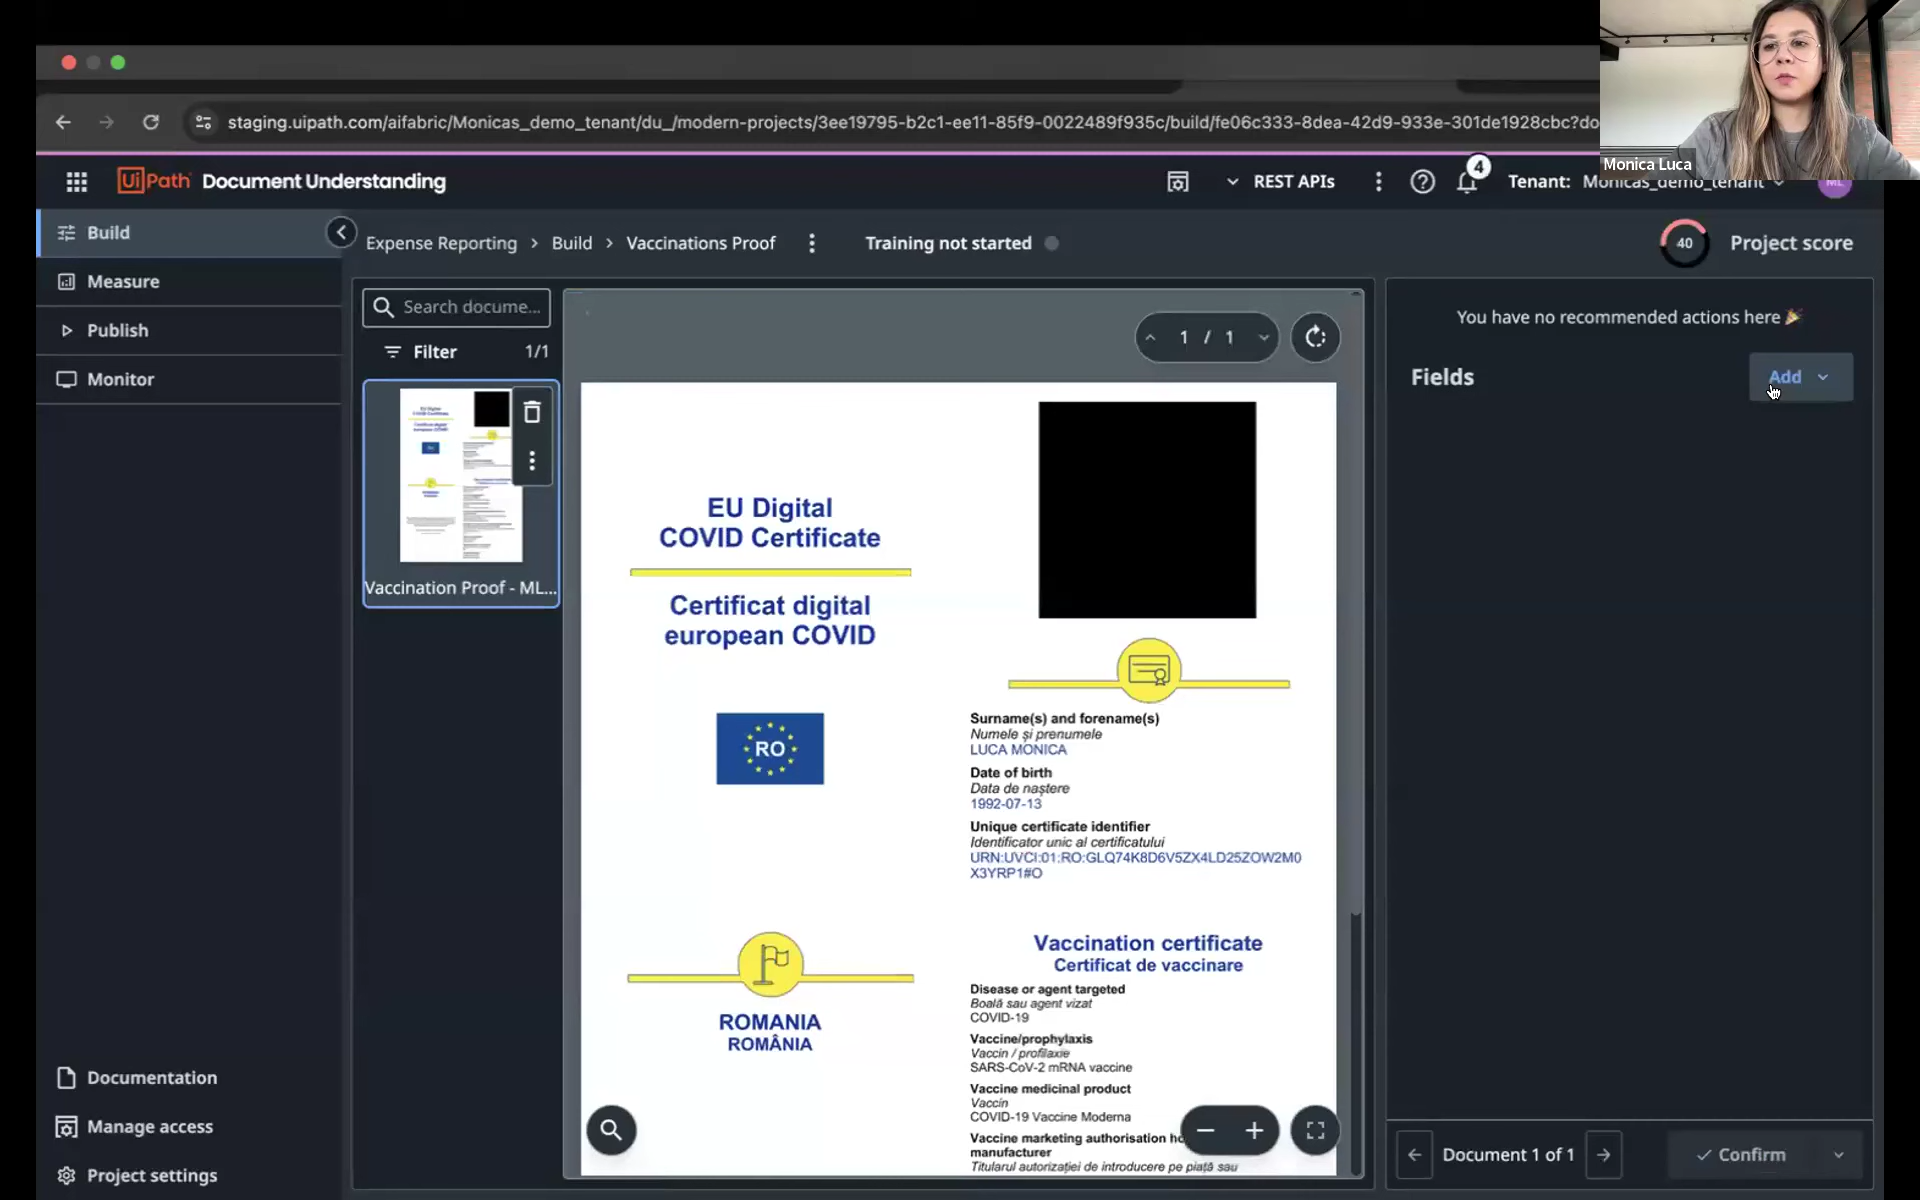 staging.uipath.com/aifabric/Monicas_demo_tenant/du_/modern-projects/3ee19795-b2c1-ee11-85f9-0022489f935c/build/fe06c333-8dea-42d9-933e-301de1928cbc?do
Monica Luca
UiPath Document Understanding
REST APIs
4
Tenant: Monicas_demo_tenant
ML
Build
Measure
Publish
Monitor
Documentation
Manage access
Project settings
Expense Reporting > Build > Vaccinations Proof
Training not started
40
Project score
Search docume...
Filter 1/1
Vaccination Proof - ML...
1 / 1
EU Digital
COVID Certificate
Certificat digital
european COVID
RO
ROMANIA
ROMÂNIA
Surname(s) and forename(s)
Numele și prenumele
LUCA MONICA
Date of birth
Data de naștere
1992-07-13
Unique certificate identifier
Identificator unic al certificatului
URN:UVCI:01:RO:GLQ74K8D6V5ZX4LD25ZOW2M0
X3YRP1#O
Vaccination certificate
Certificat de vaccinare
Disease or agent targeted
Boală sau agent vizat
COVID-19
Vaccine/prophylaxis
Vaccin / profilaxie
SARS-CoV-2 mRNA vaccine
Vaccine medicinal product
Vaccin
COVID-19 Vaccine Moderna
Vaccine marketing authorisation ho
manufacturer
Titularul autorizației de introducere pe piață sau
You have no recommended actions here 🎉
Fields
Add
Document 1 of 1
Confirm